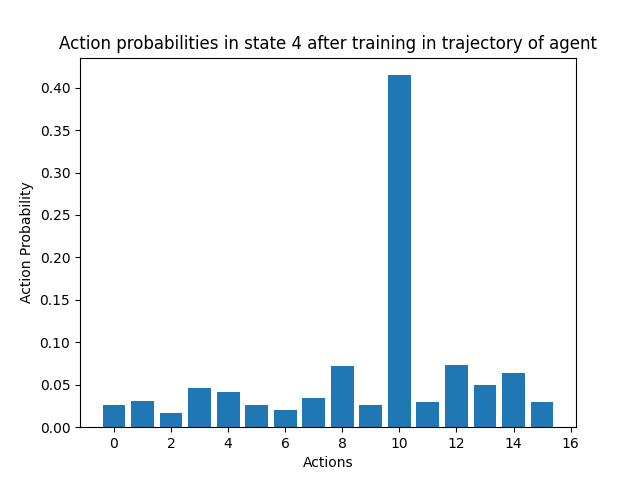 Action probabilities in state 4 after training in trajectory of agent
0.40
0.35
0.30
0.25
0.20
0.15
0.10
0.05
0.00
Action Probability
0 2 4 6 8 10 12 14 16
Actions